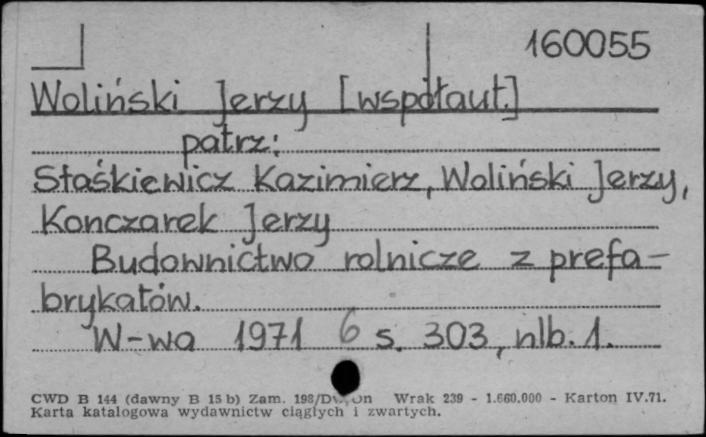 160055
Woliński Jerzy [współaut.]
patrz:
Staśkiewicz Kazimierz, Woliński Jerzy,
Konczarek Jerzy
Budownictwo rolnicze z prefa-
brykatów.
W-wa 1971 6 s. 303, nlb. 1.
CWD B 144 (dawny B 15 b) Zam. 198/ Wrak 239 - 1.660.000 - Karton IV.71.
Karta katalogowa wydawnictw ciągłych i zwartych.